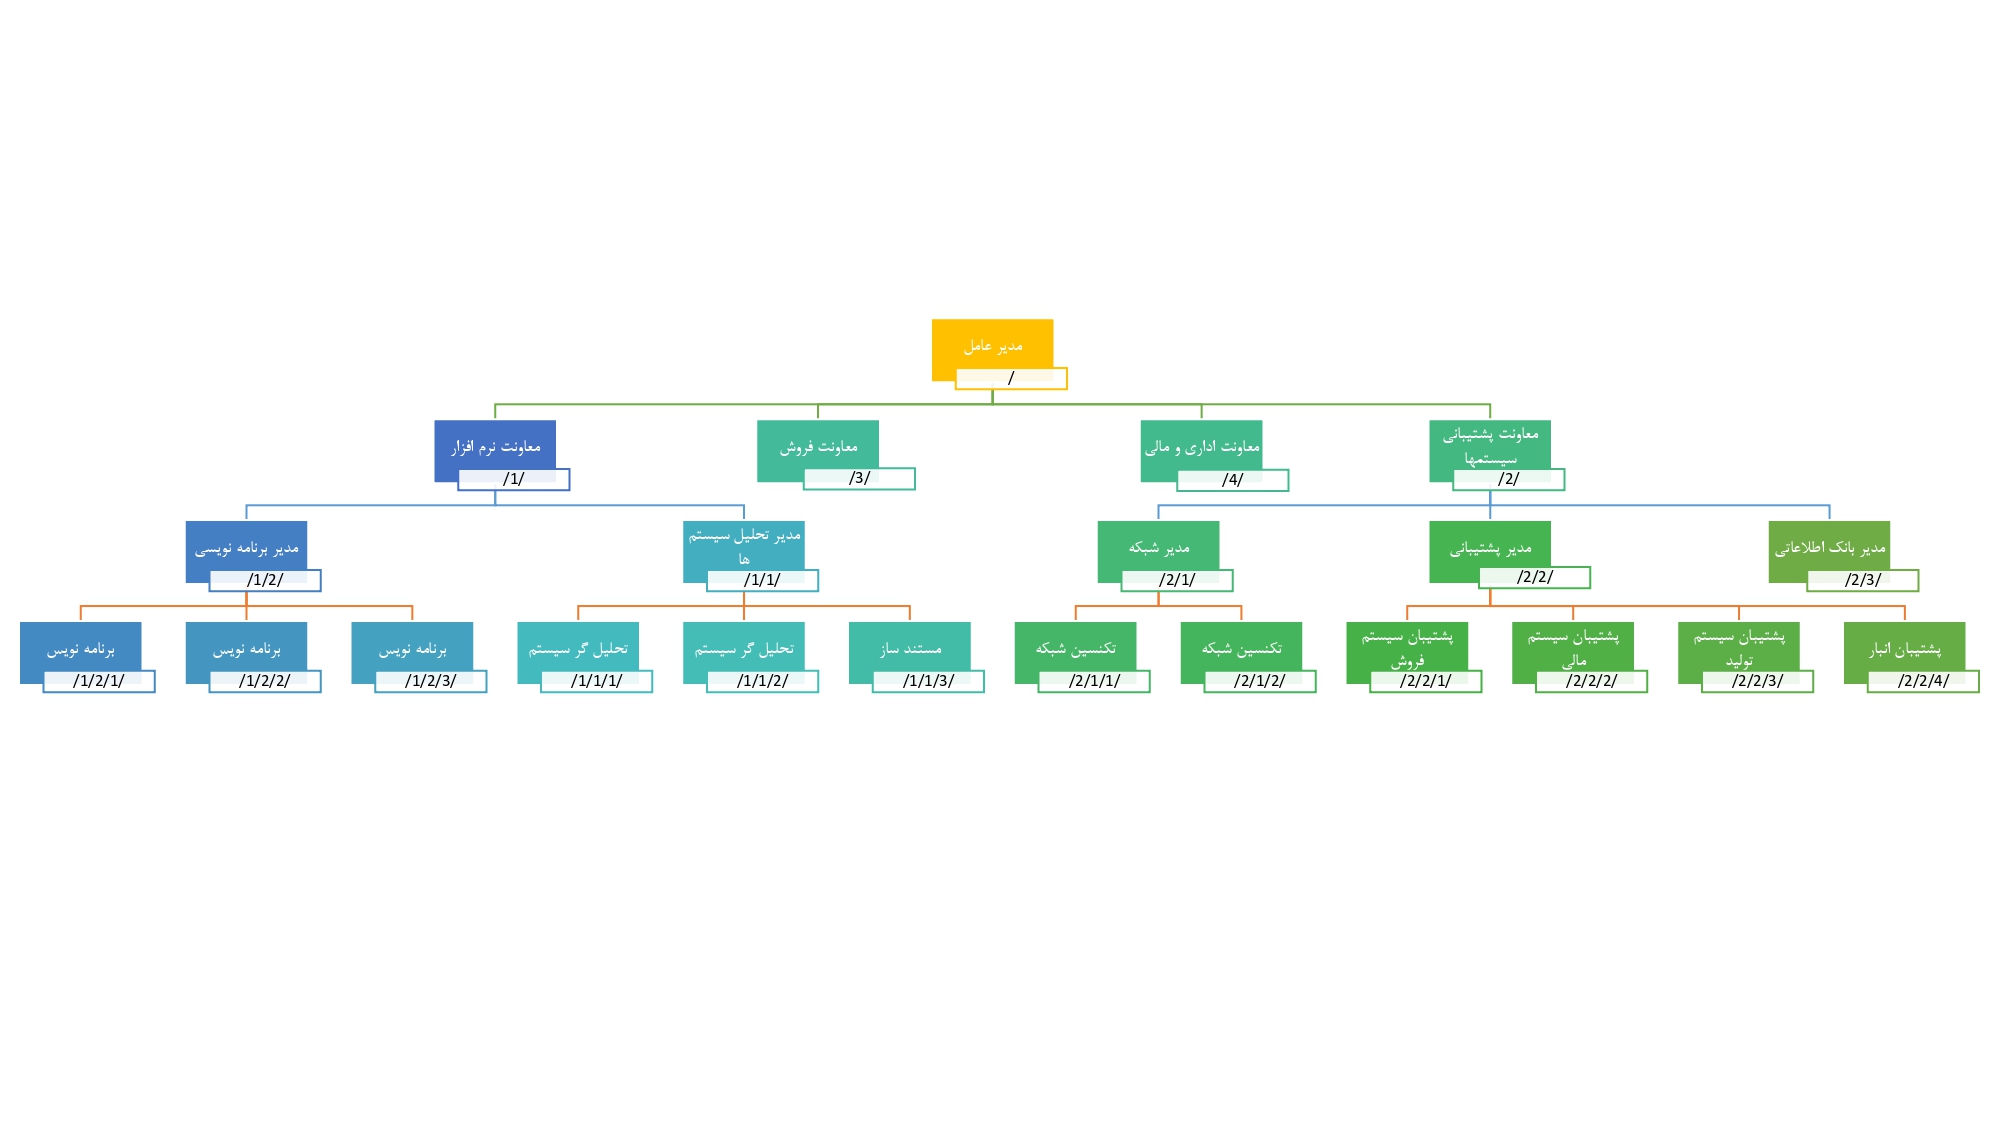 مدیر عامل
/
معاونت نرم افزار
/1/
معاونت فروش
/3/
معاونت اداری و مالی
/4/
معاونت پشتیبانی
سیستمها
/2/
مدیر برنامه نویسی
/1/2/
مدیر تحلیل سیستم
ها
/1/1/
مدیر شبکه
/2/1/
مدیر پشتیبانی
/2/2/
مدیر بانک اطلاعاتی
/2/3/
برنامه نویس
/1/2/1/
برنامه نویس
/1/2/2/
برنامه نویس
/1/2/3/
تحلیل گر سیستم
/1/1/1/
تحلیل گر سیستم
/1/1/2/
مستند ساز
/1/1/3/
تکنسین شبکه
/2/1/1/
تکنسین شبکه
/2/1/2/
پشتیبان سیستم
فروش
/2/2/1/
پشتیبان سیستم
مالی
/2/2/2/
پشتیبان سیستم
تولید
/2/2/3/
پشتیبان انبار
/2/2/4/